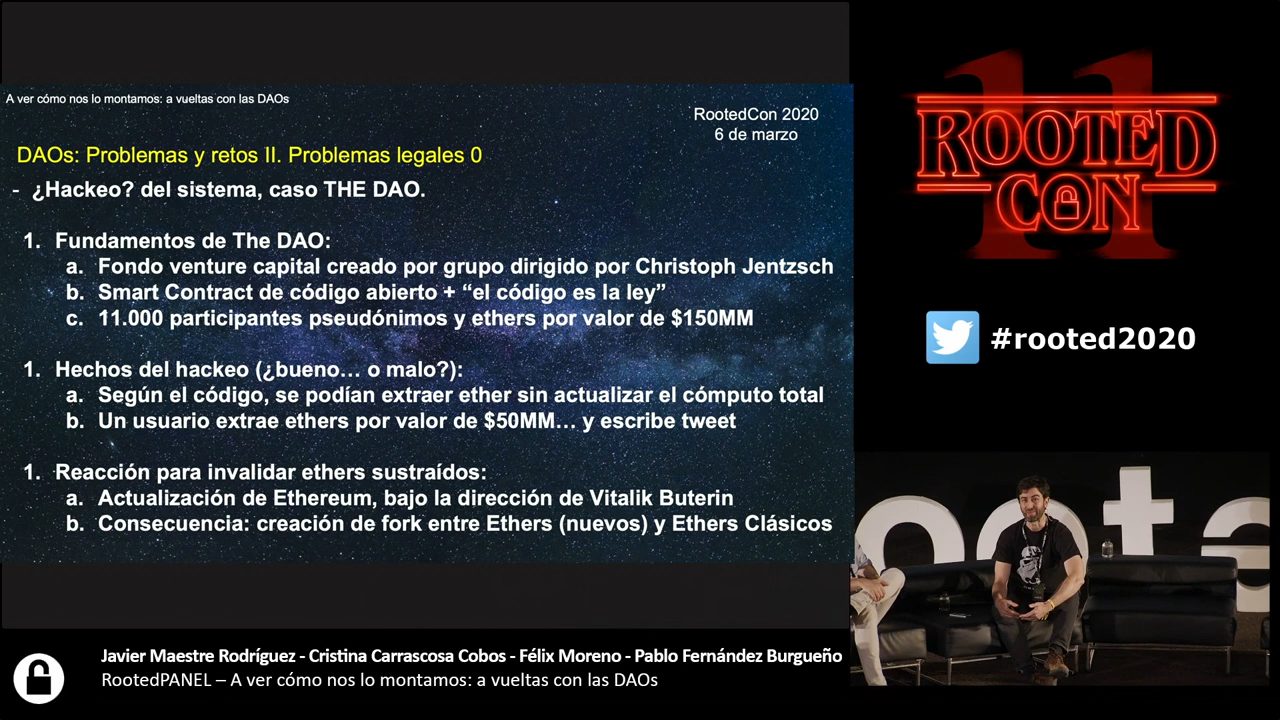 A ver cómo nos lo montamos: a vueltas con las DAOs
RootedCon 2020
6 de marzo
DAOs: Problemas y retos II. Problemas legales 0
- ¿Hackeo? del sistema, caso THE DAO.
1. Fundamentos de The DAO:
a. Fondo venture capital creado por grupo dirigido por Christoph Jentzsch
b. Smart Contract de código abierto + “el código es la ley”
c. 11.000 participantes pseudónimos y ethers por valor de $150MM
1. Hechos del hackeo (¿bueno… o malo?):
a. Según el código, se podían extraer ether sin actualizar el cómputo total
b. Un usuario extrae ethers por valor de $50MM… y escribe tweet
1. Reacción para invalidar ethers sustraídos:
a. Actualización de Ethereum, bajo la dirección de Vitalik Buterin
b. Consecuencia: creación de fork entre Ethers (nuevos) y Ethers Clásicos
11
ROOTED
CON
#rooted2020
oota
Javier Maestre Rodríguez - Cristina Carrascosa Cobos - Félix Moreno - Pablo Fernández Burgueño
RootedPANEL – A ver cómo nos lo montamos: a vueltas con las DAOs